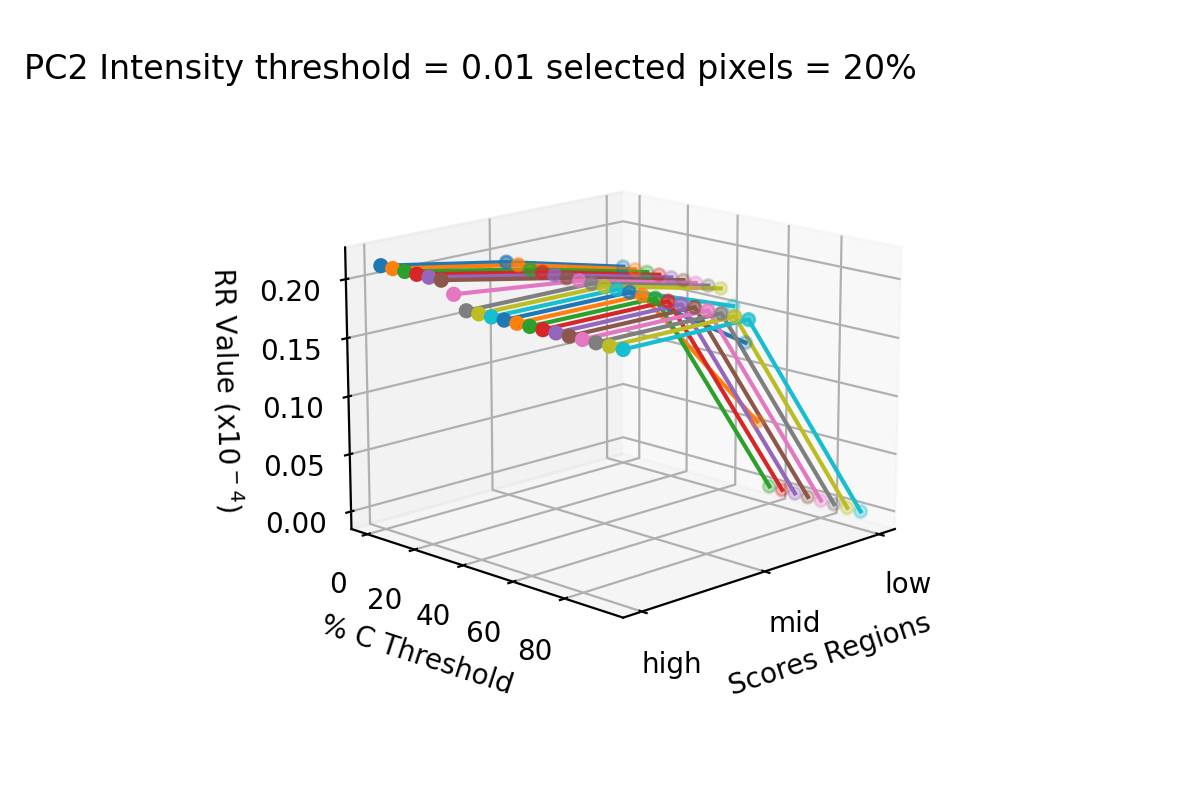 PC2 Intensity threshold = 0.01 selected pixels = 20%
RR Value (x10⁻⁴)
0.20
0.15
0.10
0.05
0.00
0
20
40
60
80
% C Threshold
high
mid
low
Scores Regions